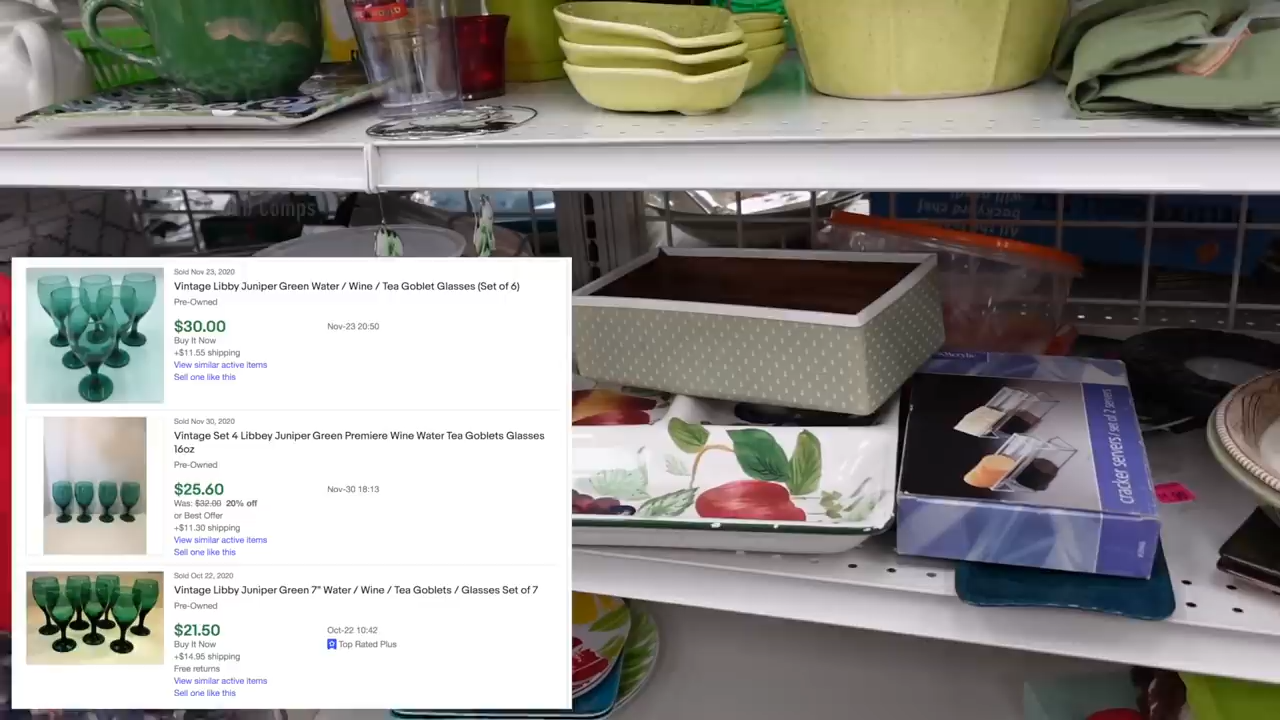 Sold Nov 23, 2020
Vintage Libby Juniper Green Water / Wine / Tea Goblet Glasses (Set of 6)
Pre-Owned
$30.00
Nov-23 20:50
Buy It Now
+$11.55 shipping
View similar active items
Sell one like this
Sold Nov 30, 2020
Vintage Set 4 Libbey Juniper Green Premiere Wine Water Tea Goblets Glasses
16oz
Pre-Owned
$25.60
Nov-30 18:13
Was: $32.00 20% off
or Best Offer
+$11.30 shipping
View similar active items
Sell one like this
Sold Oct 22, 2020
Vintage Libby Juniper Green 7" Water / Wine / Tea Goblets / Glasses Set of 7
Pre-Owned
$21.50
Oct-22 10:42
Buy It Now
Top Rated Plus
+$14.95 shipping
Free returns
View similar active items
Sell one like this
Comps
cracker servers / set of 2 servers